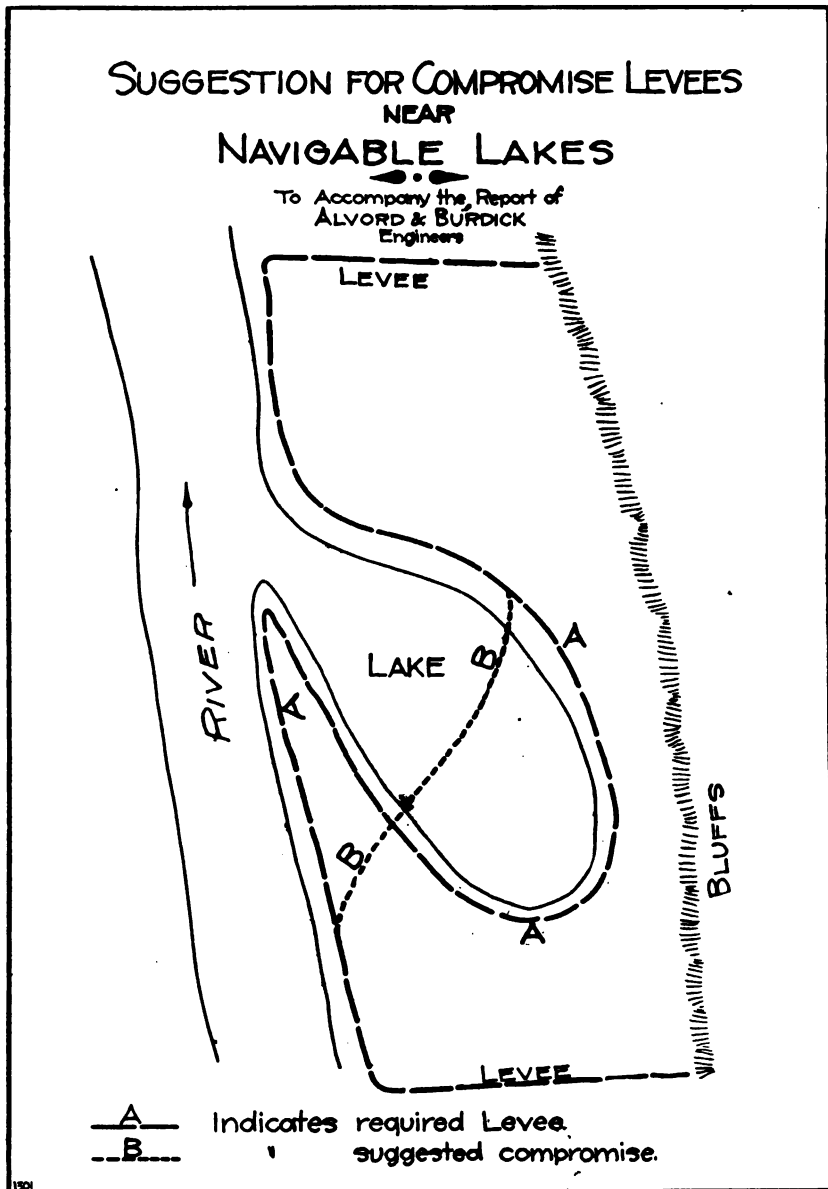 SUGGESTION FOR COMPROMISE LEVEES
NEAR
NAVIGABLE LAKES
To Accompany the Report of
ALVORD & BURDICK
Engineers
LEVEE
A
B
LAKE
RIVER
A
B
BLUFFS
A
LEVEE
A Indicates required Levee.
B " suggested compromise.
1301